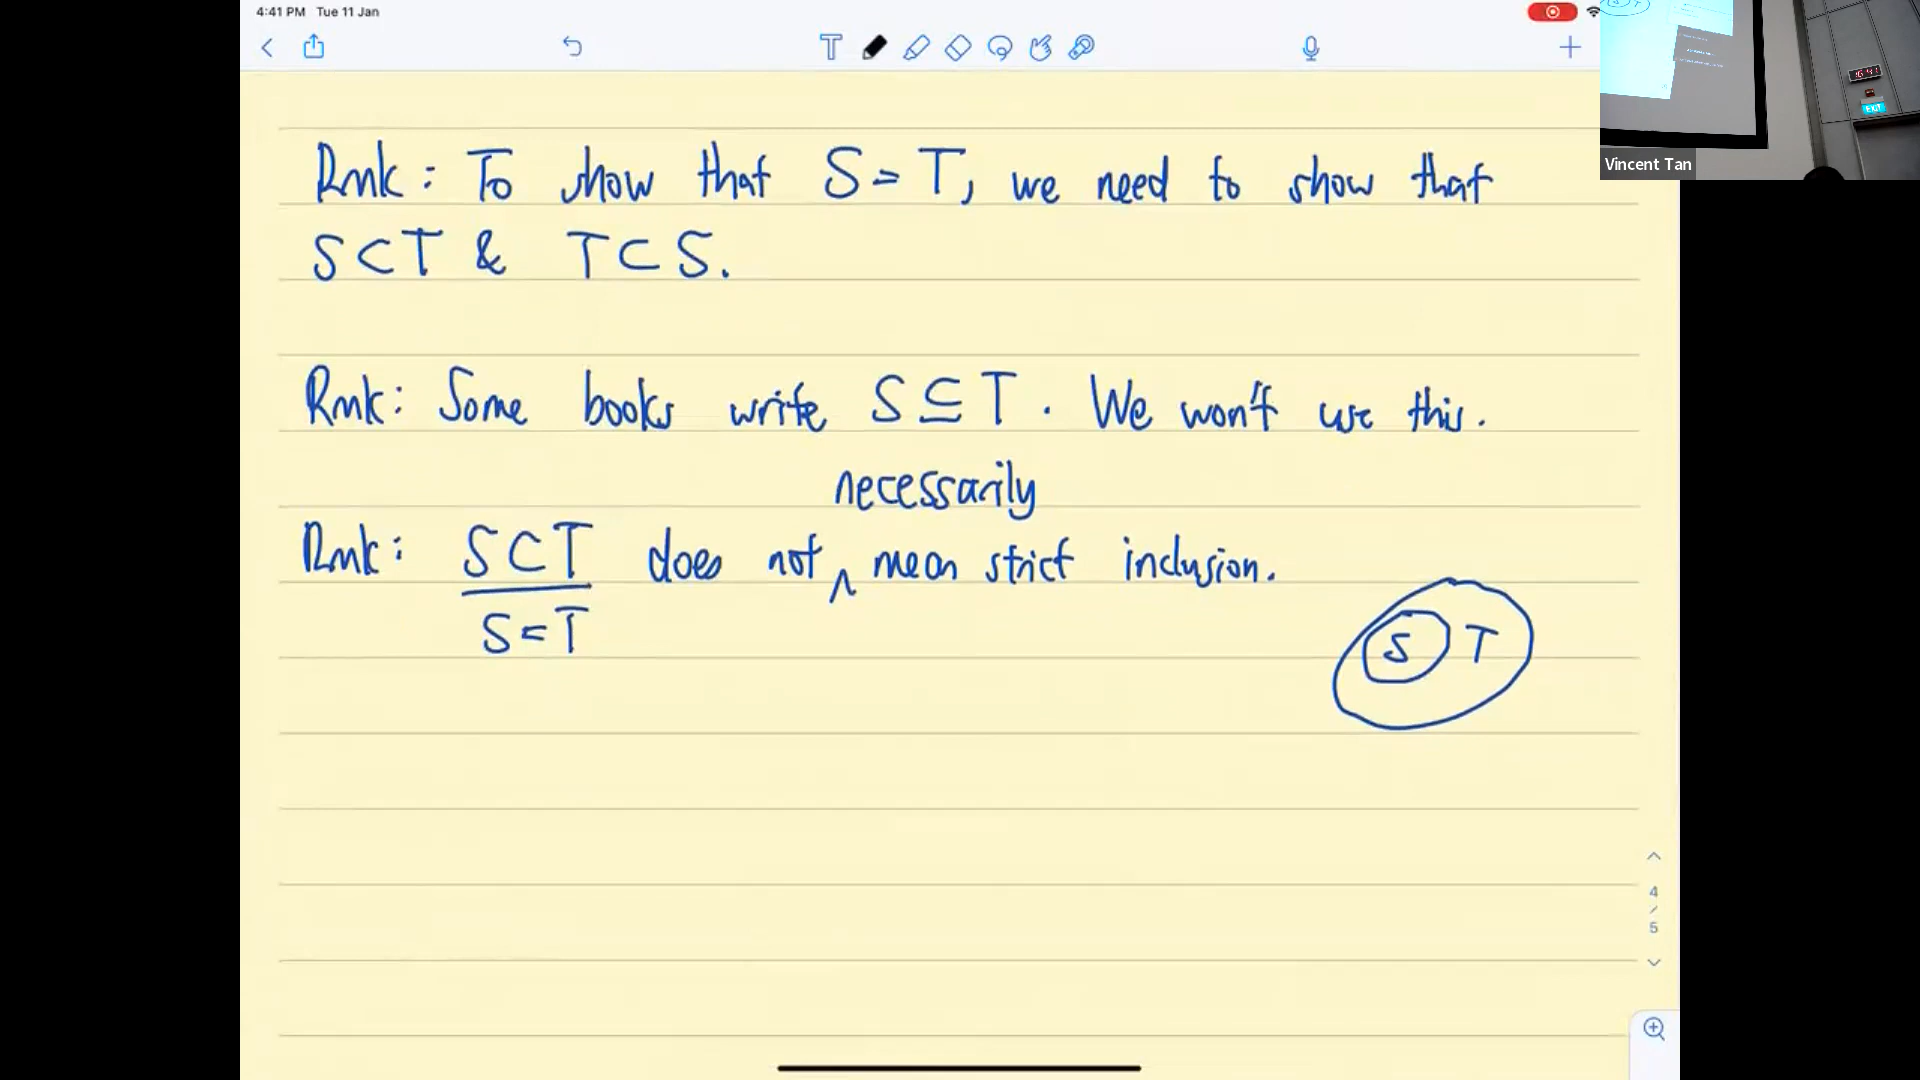 4:41 PM Tue 11 Jan
Rmk: To show that S = T, we need to show that
S ⊂ T & T ⊂ S.
Rmk: Some books write S ⊆ T. We won't use this.
necessarily
Rmk: S ⊂ T does not ^ mean strict inclusion.
S = T
S T
4
/
5
EXIT
Vincent Tan